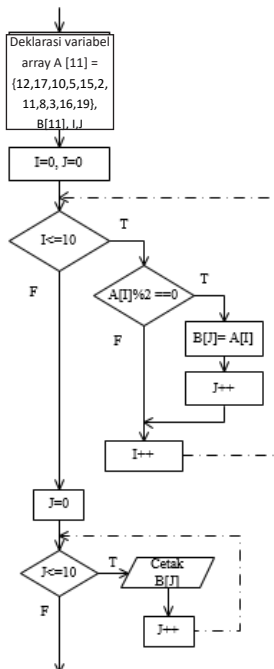 Deklarasi variabel
array A [11] =
{12,17,10,5,15,2,
11,8,3,16,19},
B[11], I,J
I=0, J=0
I<=10
T
F
A[I]%2 ==0
T
F
B[J]= A[I]
J++
I++
J=0
J<=10
T
F
Cetak
B[J]
J++